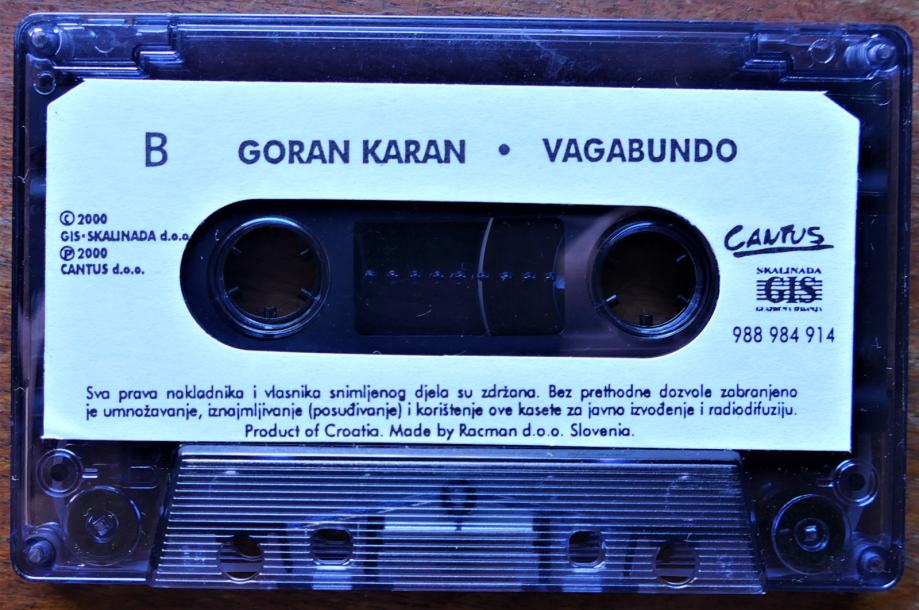 B GORAN KARAN • VAGABUNDO
© 2000
GIS•SKALINADA d.o.o.
℗ 2000
CANTUS d.o.o.
CANTUS
SKALINADA
GIS
988 984 914
Sva prava nakladnika i vlasnika snimljenog djela su zdržana. Bez prethodne dozvole zabranjeno
je umnožavanje, iznajmljivanje (posuđivanje) i korištenje ove kasete za javno izvođenje i radiodifuziju.
Product of Croatia. Made by Racman d.o.o. Slovenia.